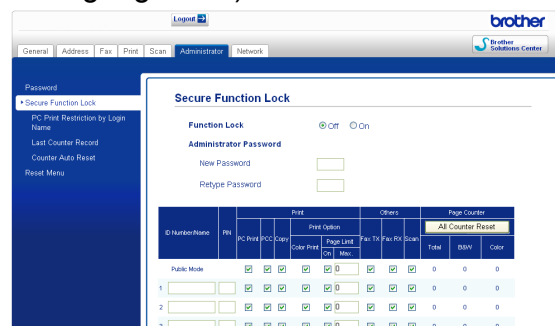 Logout
brother
General Address Fax Print Scan Administrator Network
Brother
Solutions Center
Password
Secure Function Lock
PC Print Restriction by Login
Name
Last Counter Record
Counter Auto Reset
Reset Menu
Secure Function Lock
Function Lock Off On
Administrator Password
New Password
Retype Password
Print Others Page Counter
ID Number/Name PIN PC Print PCC Copy Print Option Fax TX Fax RX Scan All Counter Reset
Color Print Page Limit Total B&W Color
On Max.
Public Mode 0 0 0 0
1 0 0 0 0
2 0 0 0 0